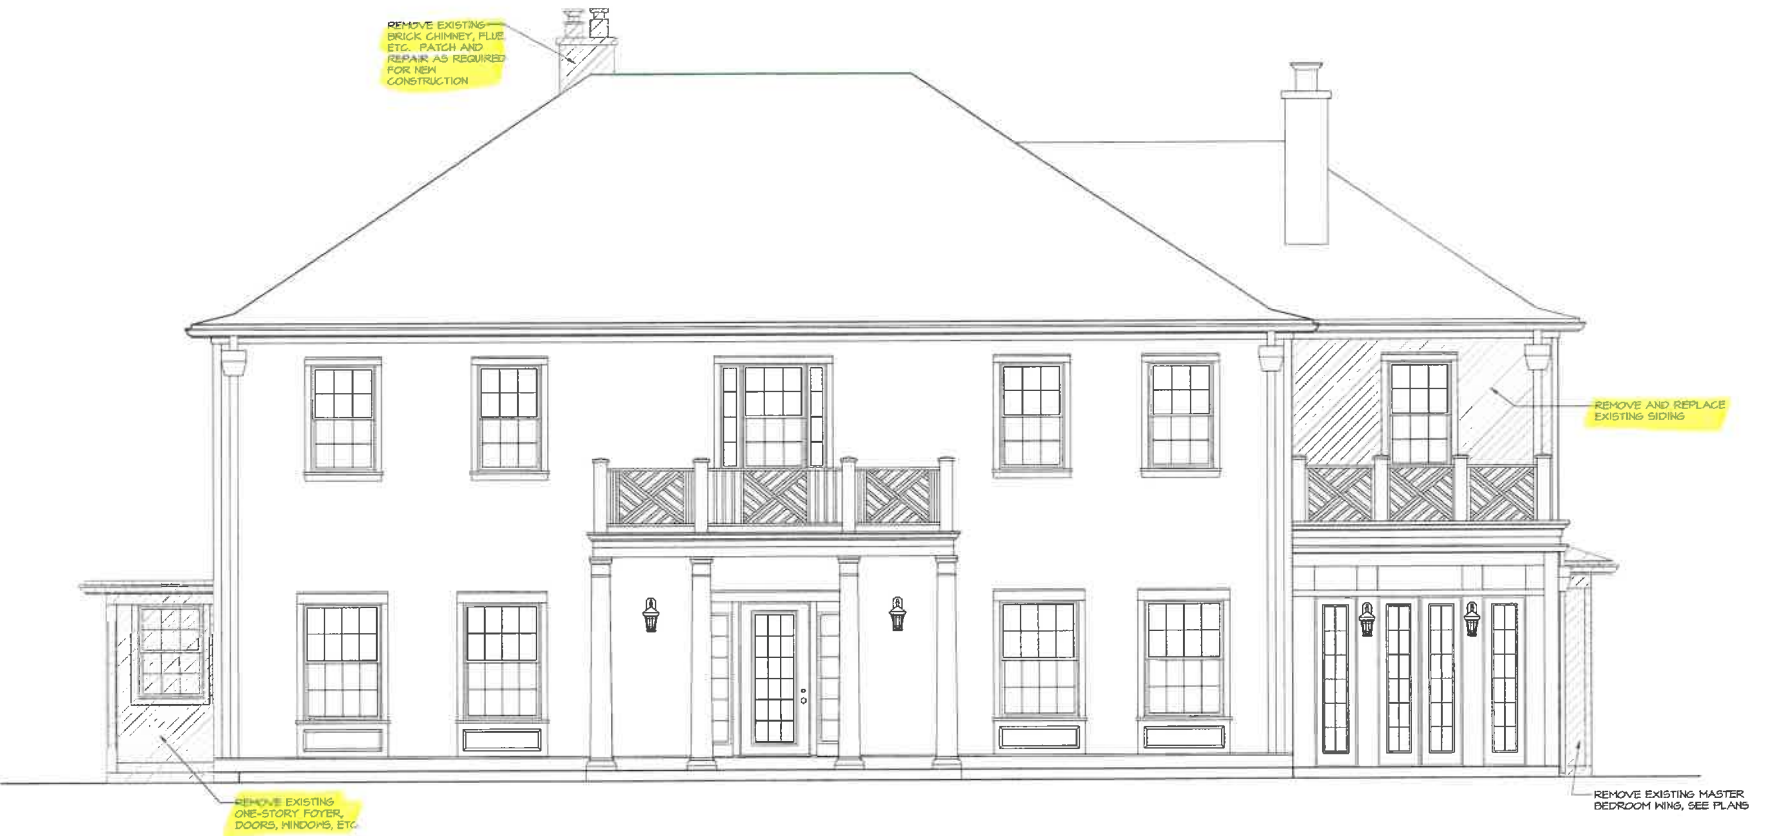 REMOVE EXISTING
BRICK CHIMNEY, FLUE
ETC. PATCH AND
REPAIR AS REQUIRED
FOR NEW
CONSTRUCTION
REMOVE AND REPLACE
EXISTING SIDING
REMOVE EXISTING
ONE-STORY FOYER,
DOORS, WINDOWS, ETC.
REMOVE EXISTING MASTER
BEDROOM WING, SEE PLANS